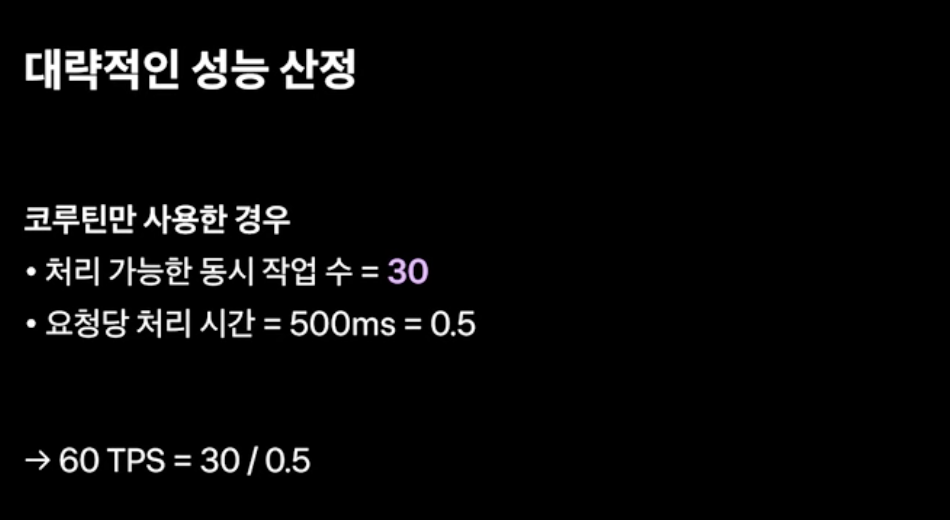 대략적인 성능 산정
코루틴만 사용한 경우
• 처리 가능한 동시 작업 수 = 30
• 요청당 처리 시간 = 500ms = 0.5
→ 60 TPS = 30 / 0.5